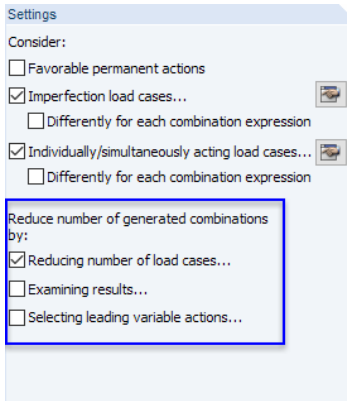 Settings
Consider:
Favorable permanent actions
Imperfection load cases...
Differently for each combination expression
Individually/simultaneously acting load cases...
Differently for each combination expression
Reduce number of generated combinations
by:
Reducing number of load cases...
Examining results...
Selecting leading variable actions...